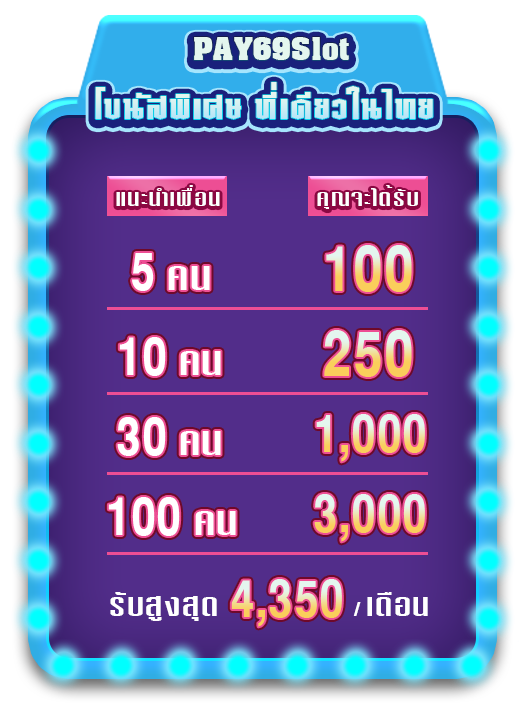 PAY69Slot
โบนัสพิเศษ ที่เดียวในไทย
แนะนำเพื่อน คุณจะได้รับ
5 คน 100
10 คน 250
30 คน 1,000
100 คน 3,000
รับสูงสุด 4,350 /เดือน